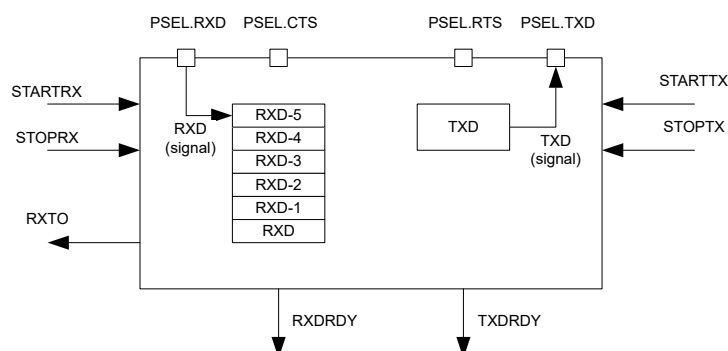 PSEL.RXD PSEL.CTS PSEL.RTS PSEL.TXD
STARTRX
STARTTX
RXD-5
TXD
RXD
(signal)
TXD
(signal)
STOPRX
STOPTX
RXD-4
RXD-3
RXD-2
RXD-1
RXD
RXTO
RXDRDY
TXDRDY